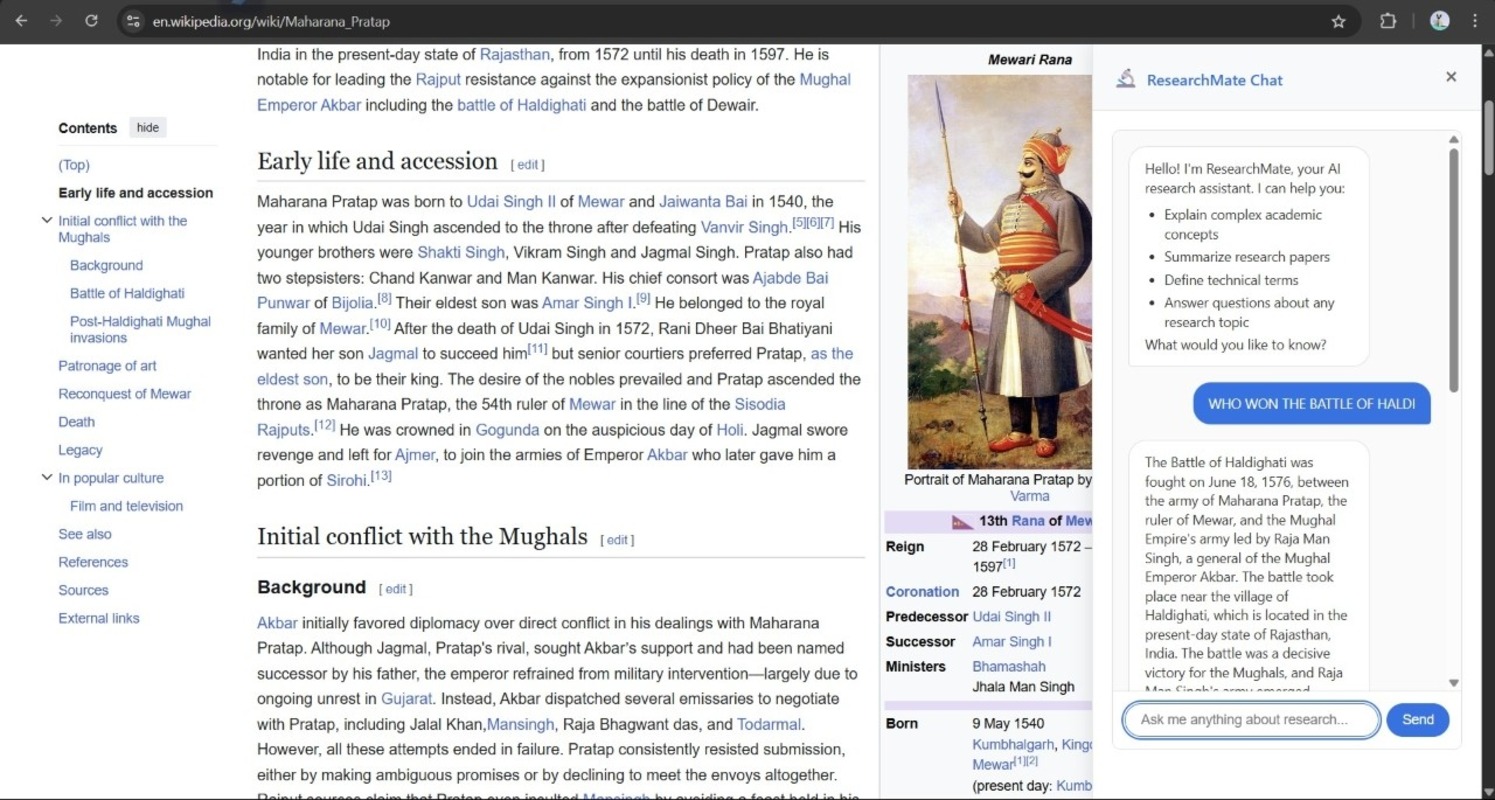 en.wikipedia.org/wiki/Maharana_Pratap
India in the present-day state of Rajasthan, from 1572 until his death in 1597. He is
notable for leading the Rajput resistance against the expansionist policy of the Mughal
Emperor Akbar including the battle of Haldighati and the battle of Dewair.
Contents hide
(Top)
Early life and accession
Initial conflict with the
Mughals
Background
Battle of Haldighati
Post-Haldighati Mughal
invasions
Patronage of art
Reconquest of Mewar
Death
Legacy
In popular culture
Film and television
See also
References
Sources
External links
Early life and accession [ edit ]
Maharana Pratap was born to Udai Singh II of Mewar and Jaiwanta Bai in 1540, the
year in which Udai Singh ascended to the throne after defeating Vanvir Singh.[5][6][7] His
younger brothers were Shakti Singh, Vikram Singh and Jagmal Singh. Pratap also had
two stepsisters: Chand Kanwar and Man Kanwar. His chief consort was Ajabde Bai
Punwar of Bijolia.[8] Their eldest son was Amar Singh I.[9] He belonged to the royal
family of Mewar.[10] After the death of Udai Singh in 1572, Rani Dheer Bai Bhatiyani
wanted her son Jagmal to succeed him[11] but senior courtiers preferred Pratap, as the
eldest son, to be their king. The desire of the nobles prevailed and Pratap ascended the
throne as Maharana Pratap, the 54th ruler of Mewar in the line of the Sisodia
Rajputs.[12] He was crowned in Gogunda on the auspicious day of Holi. Jagmal swore
revenge and left for Ajmer, to join the armies of Emperor Akbar who later gave him a
portion of Sirohi.[13]
Initial conflict with the Mughals [ edit ]
Background [ edit ]
Akbar initially favored diplomacy over direct conflict in his dealings with Maharana
Pratap. Although Jagmal, Pratap's rival, sought Akbar's support and had been named
successor by his father, the emperor refrained from military intervention—largely due to
ongoing unrest in Gujarat. Instead, Akbar dispatched several emissaries to negotiate
with Pratap, including Jalal Khan,Mansingh, Raja Bhagwant das, and Todarmal.
However, all these attempts ended in failure. Pratap consistently resisted submission,
either by making ambiguous promises or by declining to meet the envoys altogether.
Rajput sources claim that Pratap even insulted Mansingh by avoiding a feast held in his
Mewari Rana
Portrait of Maharana Pratap by
Varma
13th Rana of Mew
Reign 28 February 1572 –
1597[1]
Coronation 28 February 1572
Predecessor Udai Singh II
Successor Amar Singh I
Ministers Bhamashah
Jhala Man Singh
Born 9 May 1540
Kumbhalgarh, Kingd
Mewar[1][2]
(present day: Kumb
ResearchMate Chat
Hello! I'm ResearchMate, your AI
research assistant. I can help you:
• Explain complex academic
concepts
• Summarize research papers
• Define technical terms
• Answer questions about any
research topic
What would you like to know?
WHO WON THE BATTLE OF HALDI
The Battle of Haldighati was
fought on June 18, 1576, between
the army of Maharana Pratap, the
ruler of Mewar, and the Mughal
Empire's army led by Raja Man
Singh, a general of the Mughal
Emperor Akbar. The battle took
place near the village of
Haldighati, which is located in the
present-day state of Rajasthan,
India. The battle was a decisive
victory for the Mughals, and Raja
Man Singh's army emerged
Ask me anything about research... Send